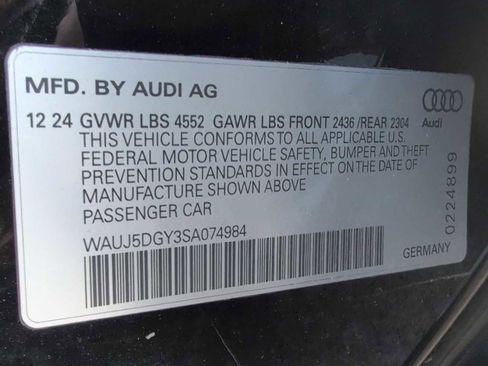 MFD. BY AUDI AG
12 24 GVWR LBS 4552 GAWR LBS FRONT 2436 /REAR 2304
THIS VEHICLE CONFORMS TO ALL APPLICABLE U.S.
FEDERAL MOTOR VEHICLE SAFETY, BUMPER AND THEFT
PREVENTION STANDARDS IN EFFECT ON THE DATE OF
MANUFACTURE SHOWN ABOVE
PASSENGER CAR
WAUJ5DGY3SA074984
Audi
0224899
GERMANY